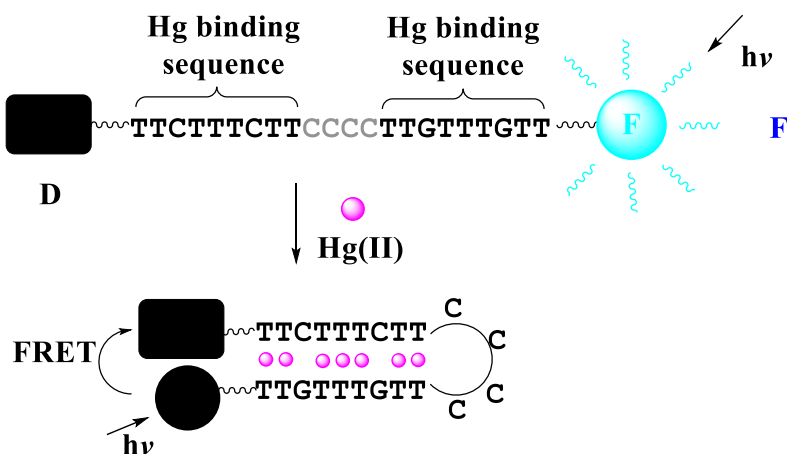 Hg binding sequence
Hg binding sequence
hν
TTCTTTCTTCCCCTTGTTTGTT
F
F
D
Hg(II)
C
TTCTTTCTT
C
FRET
TTGTTTGTT
C
C
hν